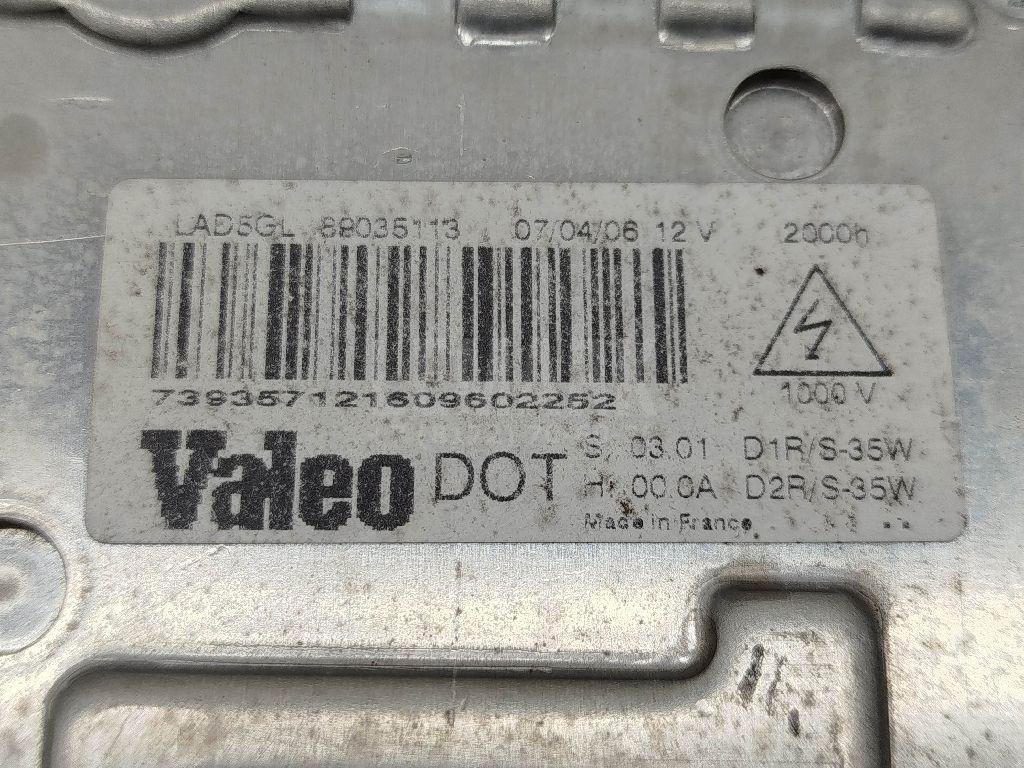 LAD5GL 89035113 07/04/06 12 V 2000h
1000 V
739357121609602252
Valeo DOT
S. 03.01 D1R/S-35W
H. 00.0A D2R/S-35W
Made in France